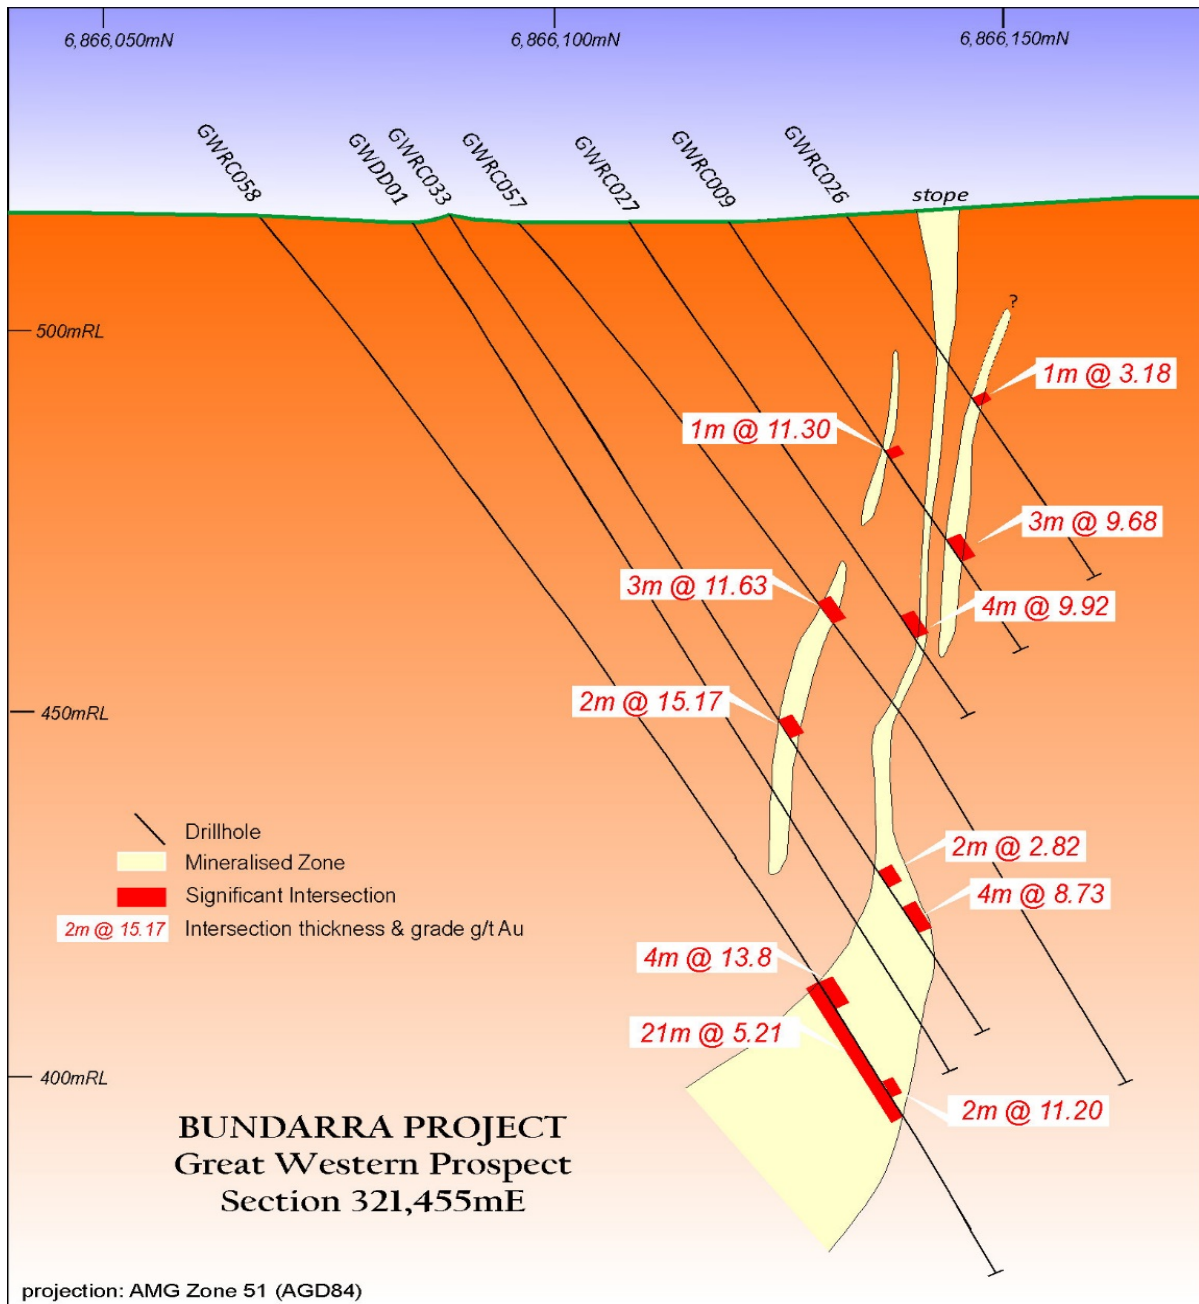 6,866,050mN
6,866,100mN
6,866,150mN
GWRC058
GWDD01
GWRC033
GWRC057
GWRC027
GWRC009
GWRC026
stope
?
500mRL
1m @ 3.18
1m @ 11.30
3m @ 9.68
3m @ 11.63
4m @ 9.92
2m @ 15.17
450mRL
Drillhole
Mineralised Zone
Significant Intersection
2m @ 15.17 Intersection thickness & grade g/t Au
2m @ 2.82
4m @ 8.73
4m @ 13.8
21m @ 5.21
400mRL
2m @ 11.20
BUNDARRA PROJECT
Great Western Prospect
Section 321,455mE
projection: AMG Zone 51 (AGD84)